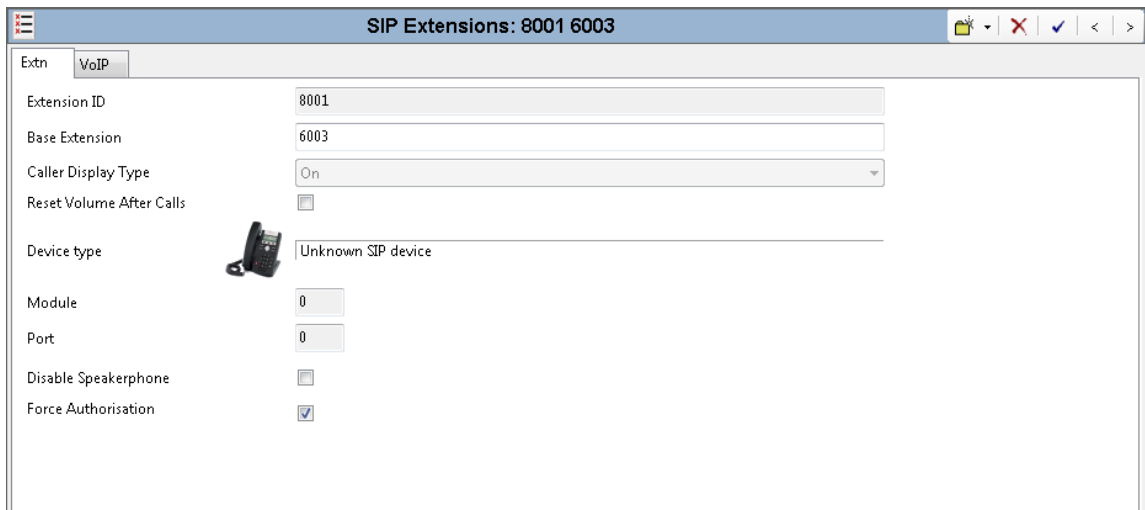 SIP Extensions: 8001 6003
Extn VoIP
Extension ID 8001
Base Extension 6003
Caller Display Type On
Reset Volume After Calls
Device type Unknown SIP device
Module 0
Port 0
Disable Speakerphone
Force Authorisation